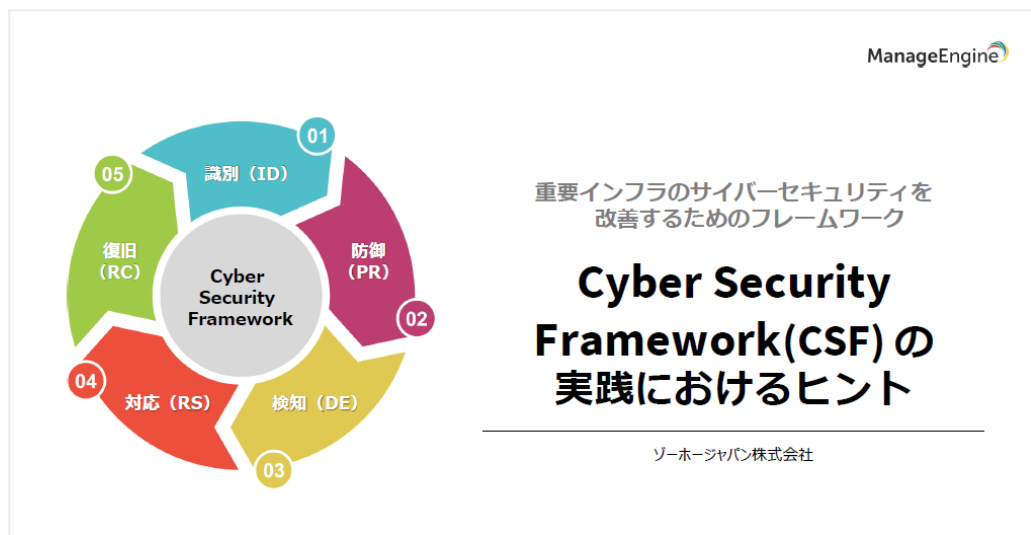 ManageEngine
01
識別（ID）
05
復旧
（RC）
防御
（PR）
Cyber
Security
Framework
02
04
対応（RS）
検知（DE）
03
重要インフラのサイバーセキュリティを
改善するためのフレームワーク
Cyber Security
Framework(CSF) の
実践におけるヒント
ゾーホージャパン株式会社